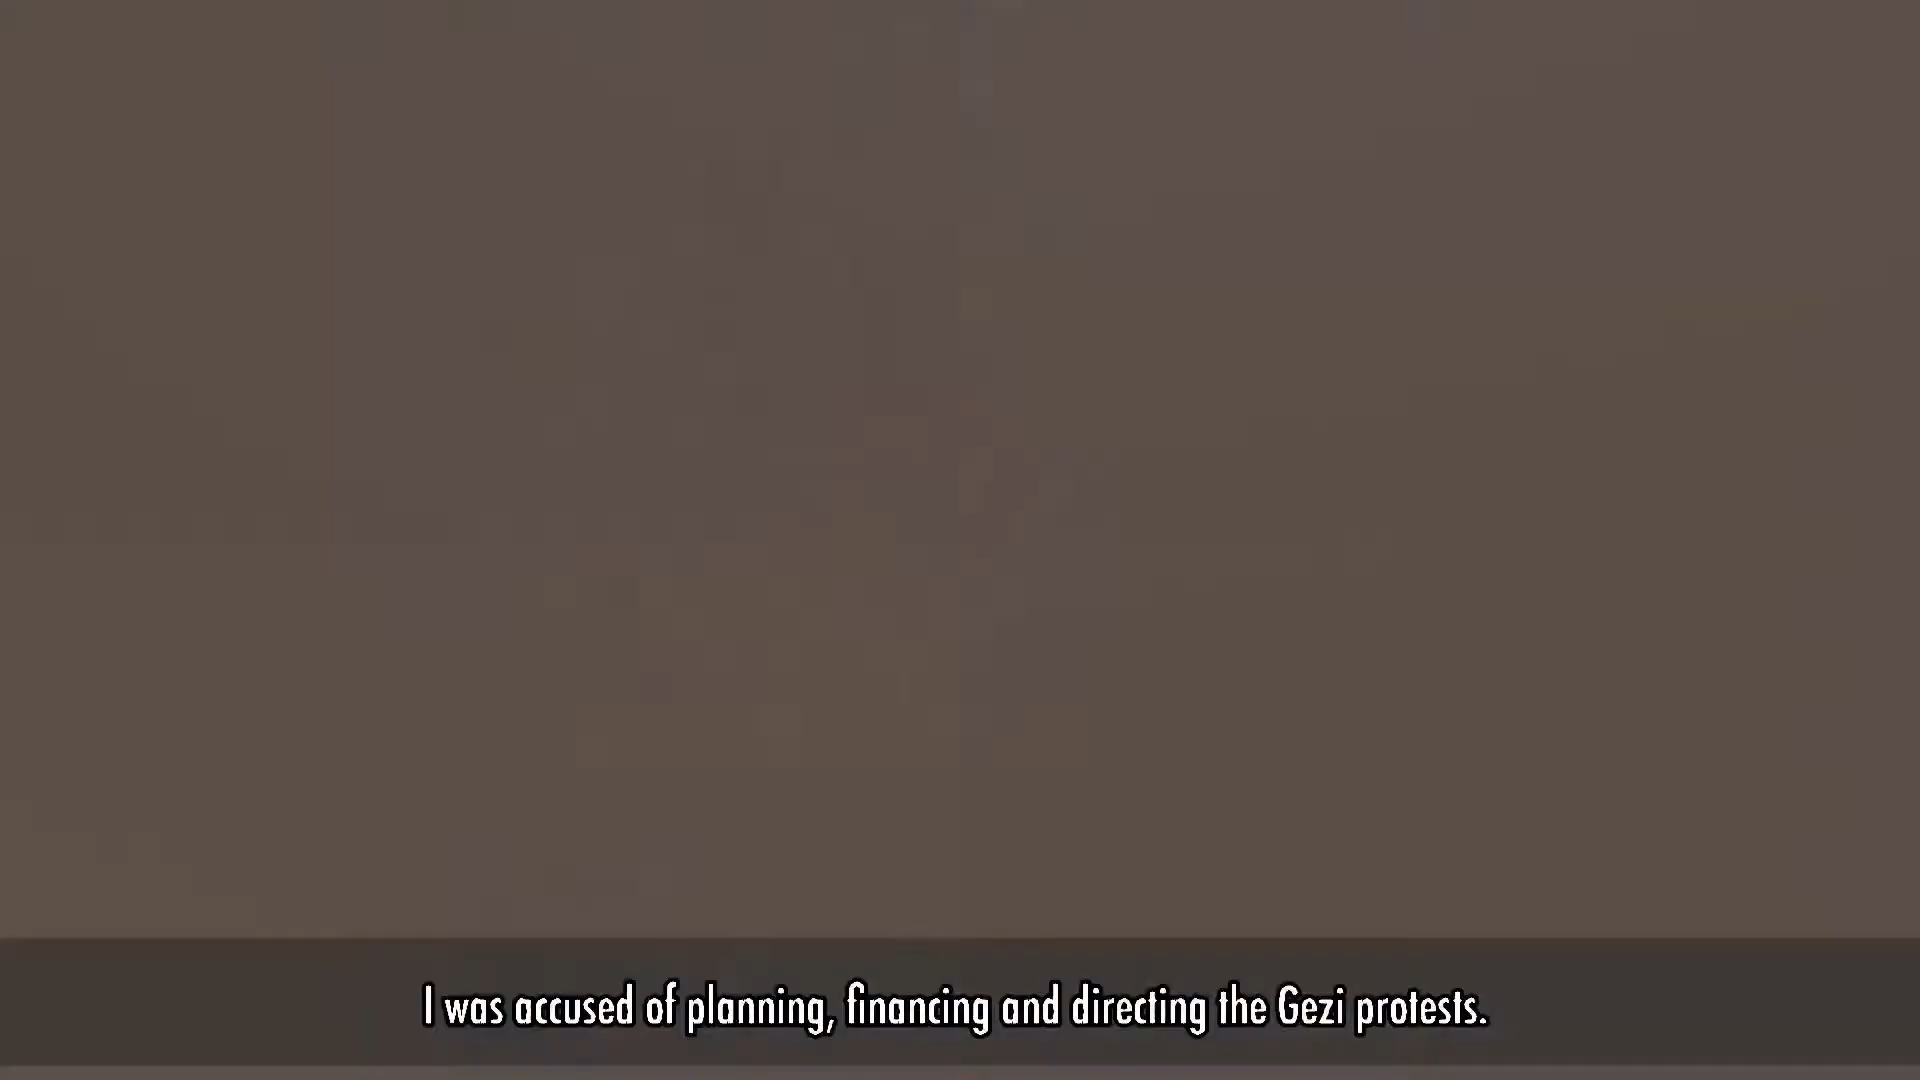 I was accused of planning, financing and directing the Gezi protests.